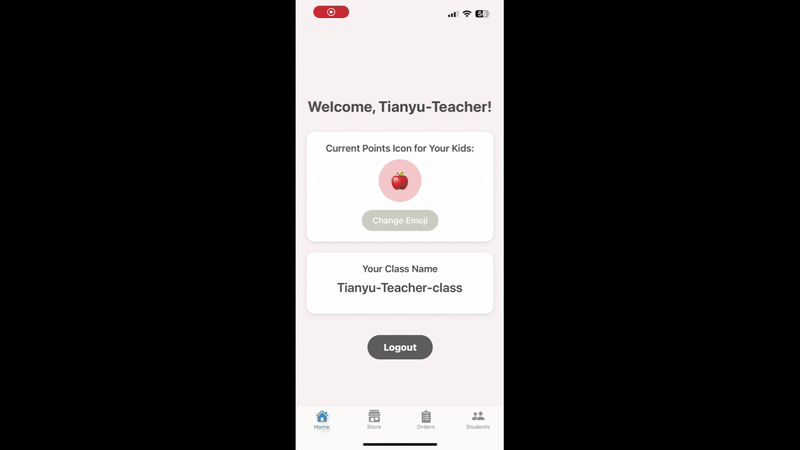 Welcome, Tianyu-Teacher!
Current Points Icon for Your Kids:
Change Emoji
Your Class Name
Tianyu-Teacher-class
Logout
Home Store Orders Students